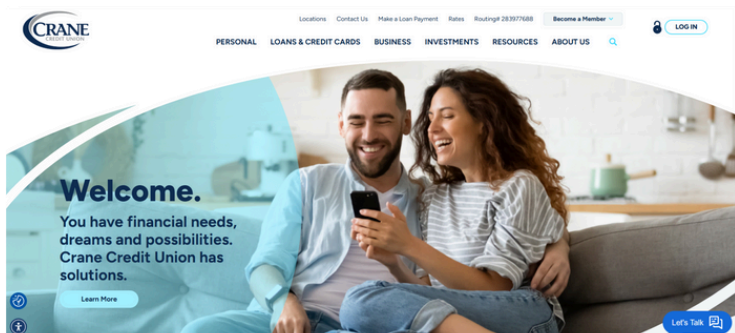 CRANE
CREDIT UNION
Locations Contact Us Make a Loan Payment Rates Routing# 283977688 Become a Member
LOG IN
PERSONAL LOANS & CREDIT CARDS BUSINESS INVESTMENTS RESOURCES ABOUT US
Welcome.
You have financial needs,
dreams and possibilities.
Crane Credit Union has
solutions.
Learn More
Let's Talk